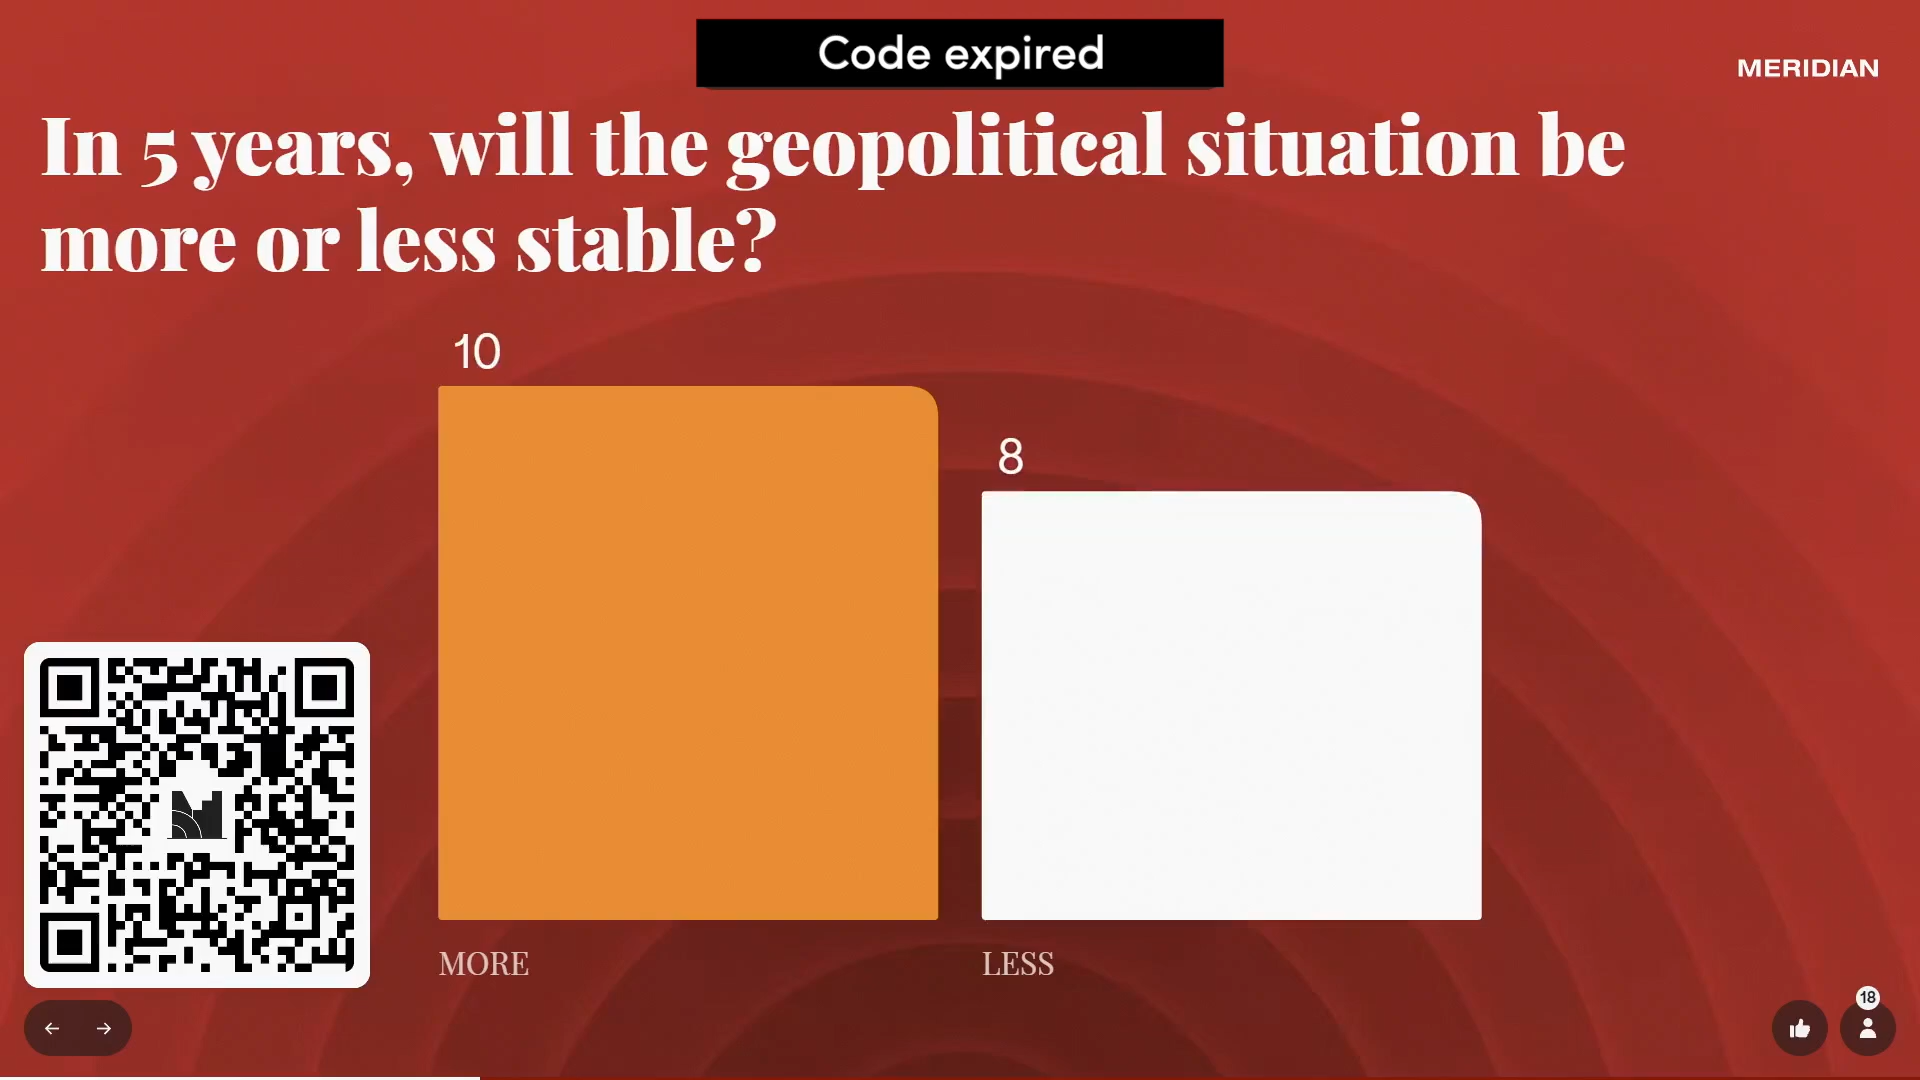 Code expired
MERIDIAN
In 5 years, will the geopolitical situation be
more or less stable?
10
8
MORE
LESS
18